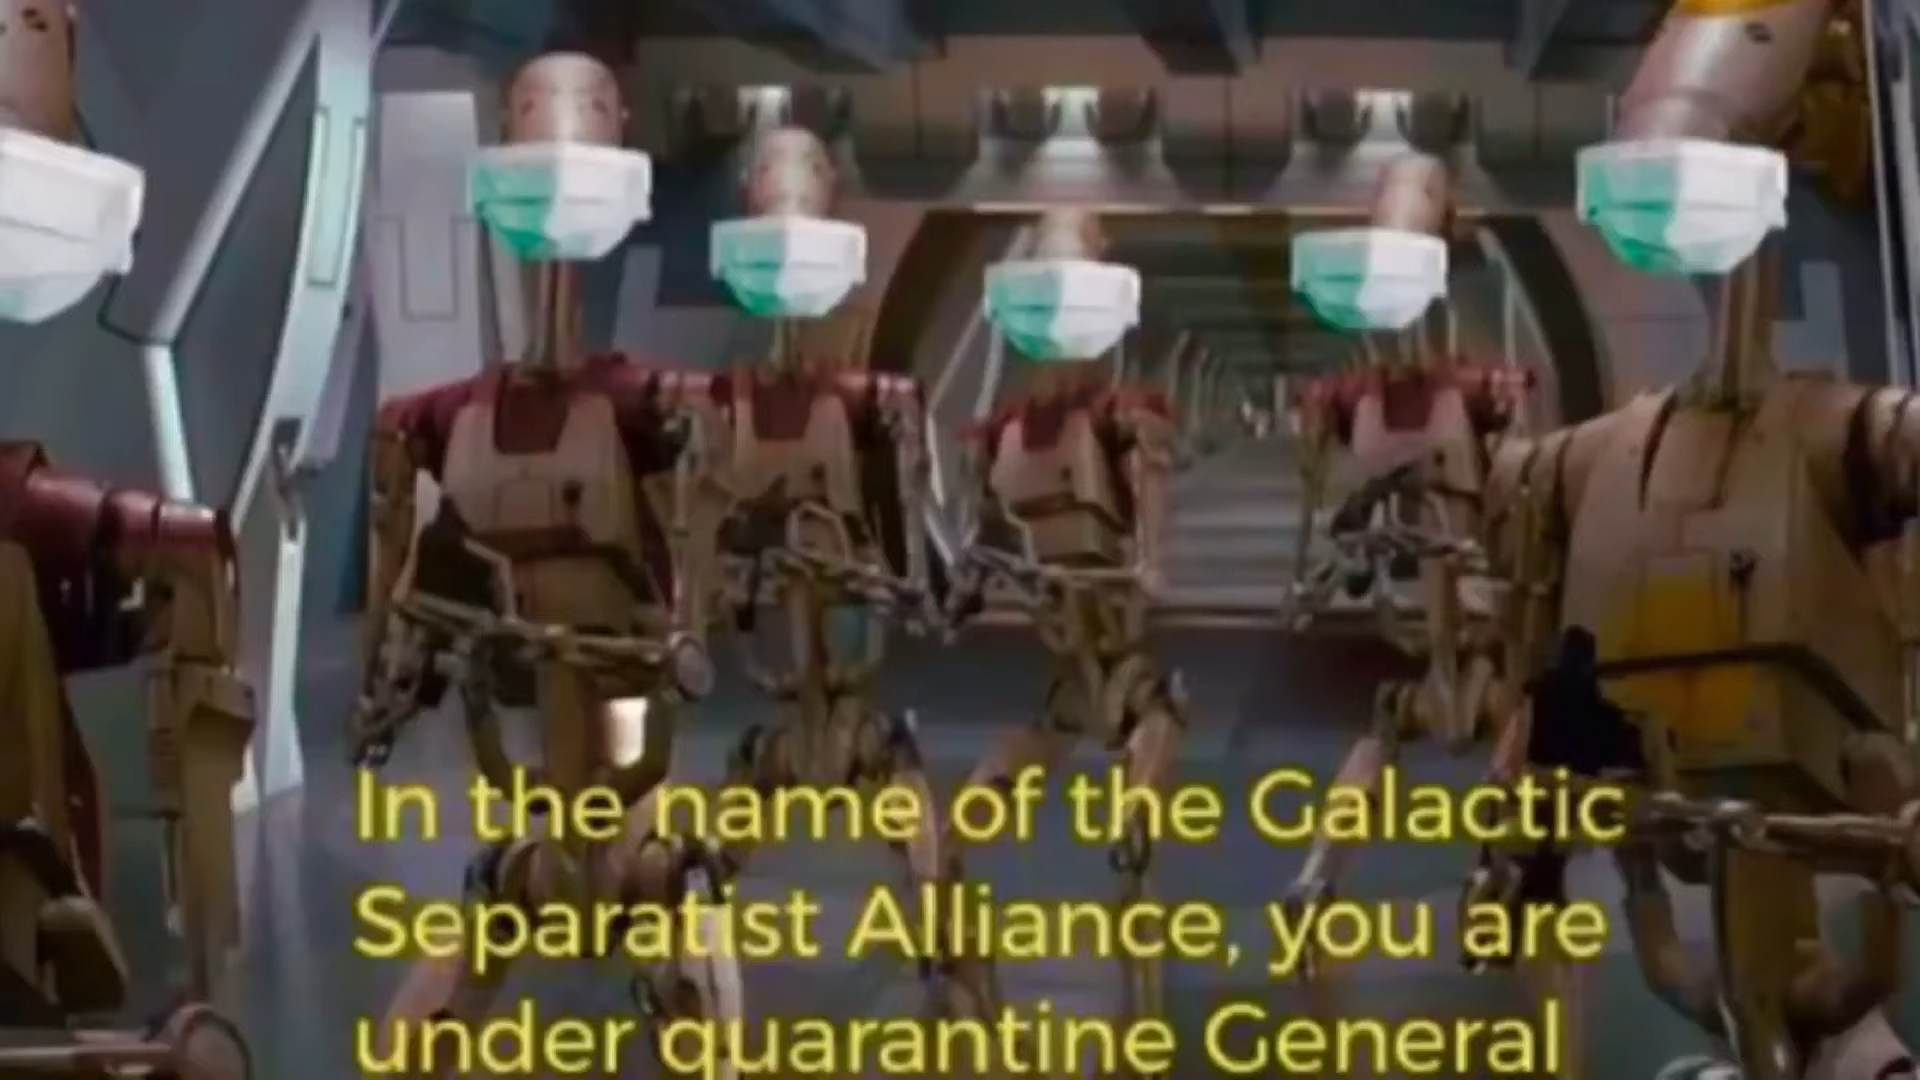 In the name of the Galactic
Separatist Alliance, you are
under quarantine General